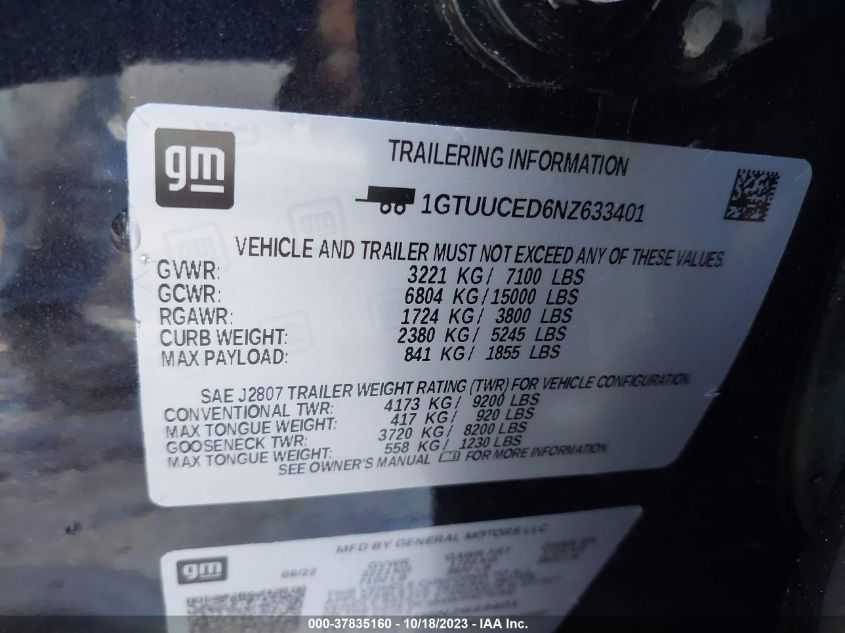 gm
TRAILERING INFORMATION
1GTUUCED6NZ633401
VEHICLE AND TRAILER MUST NOT EXCEED ANY OF THESE VALUES
GVWR: 3221 KG/ 7100 LBS
GCWR: 6804 KG/15000 LBS
RGAWR: 1724 KG/ 3800 LBS
CURB WEIGHT: 2380 KG/ 5245 LBS
MAX PAYLOAD: 841 KG/ 1855 LBS
SAE J2807 TRAILER WEIGHT RATING (TWR) FOR VEHICLE CONFIGURATION.
CONVENTIONAL TWR: 4173 KG/ 9200 LBS
MAX TONGUE WEIGHT: 417 KG/ 920 LBS
GOOSENECK TWR: 3720 KG/ 8200 LBS
MAX TONGUE WEIGHT: 558 KG/ 1230 LBS
SEE OWNER'S MANUAL FOR MORE INFORMATION
MFD BY GENERAL MOTORS LLC
gm
09/22
GVWR
000-37835160 - 10/18/2023 - IAA Inc.